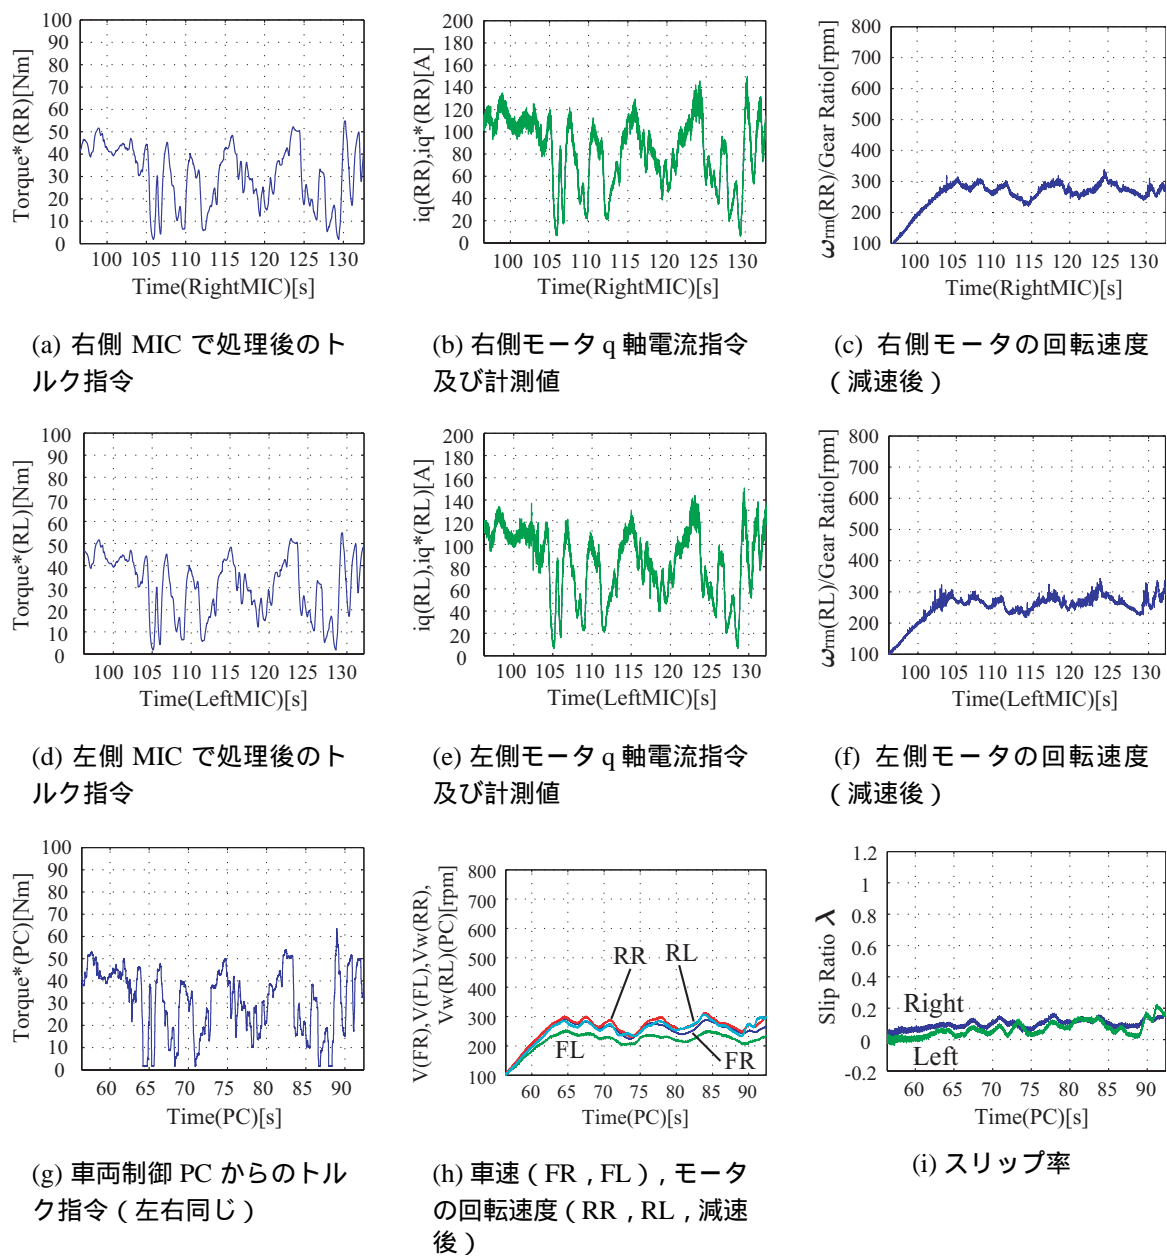 Torque*(RR)[Nm]
100
90
80
70
60
50
40
30
20
10
0
100 105 110 115 120 125 130
Time(RightMIC)[s]
(a) 右側 MIC で処理後のト
ルク指令
iq(RR),iq*(RR)[A]
200
180
160
140
120
100
80
60
40
20
0
100 105 110 115 120 125 130
Time(RightMIC)[s]
(b) 右側モータ q 軸電流指令
及び計測値
ωrm(RR)/Gear Ratio[rpm]
800
700
600
500
400
300
200
100
100 105 110 115 120 125 130
Time(RightMIC)[s]
(c) 右側モータの回転速度
(減速後)
Torque*(RL)[Nm]
100
90
80
70
60
50
40
30
20
10
0
100 105 110 115 120 125 130
Time(LeftMIC)[s]
(d) 左側 MIC で処理後のト
ルク指令
iq(RL),iq*(RL)[A]
200
180
160
140
120
100
80
60
40
20
0
100 105 110 115 120 125 130
Time(LeftMIC)[s]
(e) 左側モータ q 軸電流指令
及び計測値
ωrm(RL)/Gear Ratio[rpm]
800
700
600
500
400
300
200
100
100 105 110 115 120 125 130
Time(LeftMIC)[s]
(f) 左側モータの回転速度
(減速後)
Torque*(PC)[Nm]
100
90
80
70
60
50
40
30
20
10
0
60 65 70 75 80 85 90
Time(PC)[s]
(g) 車両制御 PC からのトル
ク指令(左右同じ)
V(FR),V(FL),Vw(RR),
Vw(RL)(PC)[rpm]
800
700
600
500
400
300
200
100
RR
RL
FL
FR
60 65 70 75 80 85 90
Time(PC)[s]
(h) 車速(FR,FL),モータ
の回転速度(RR,RL,減速
後)
Slip Ratio λ
1.2
1
0.8
0.6
0.4
0.2
0
-0.2
Right
Left
60 65 70 75 80 85 90
Time(PC)[s]
(i) スリップ率